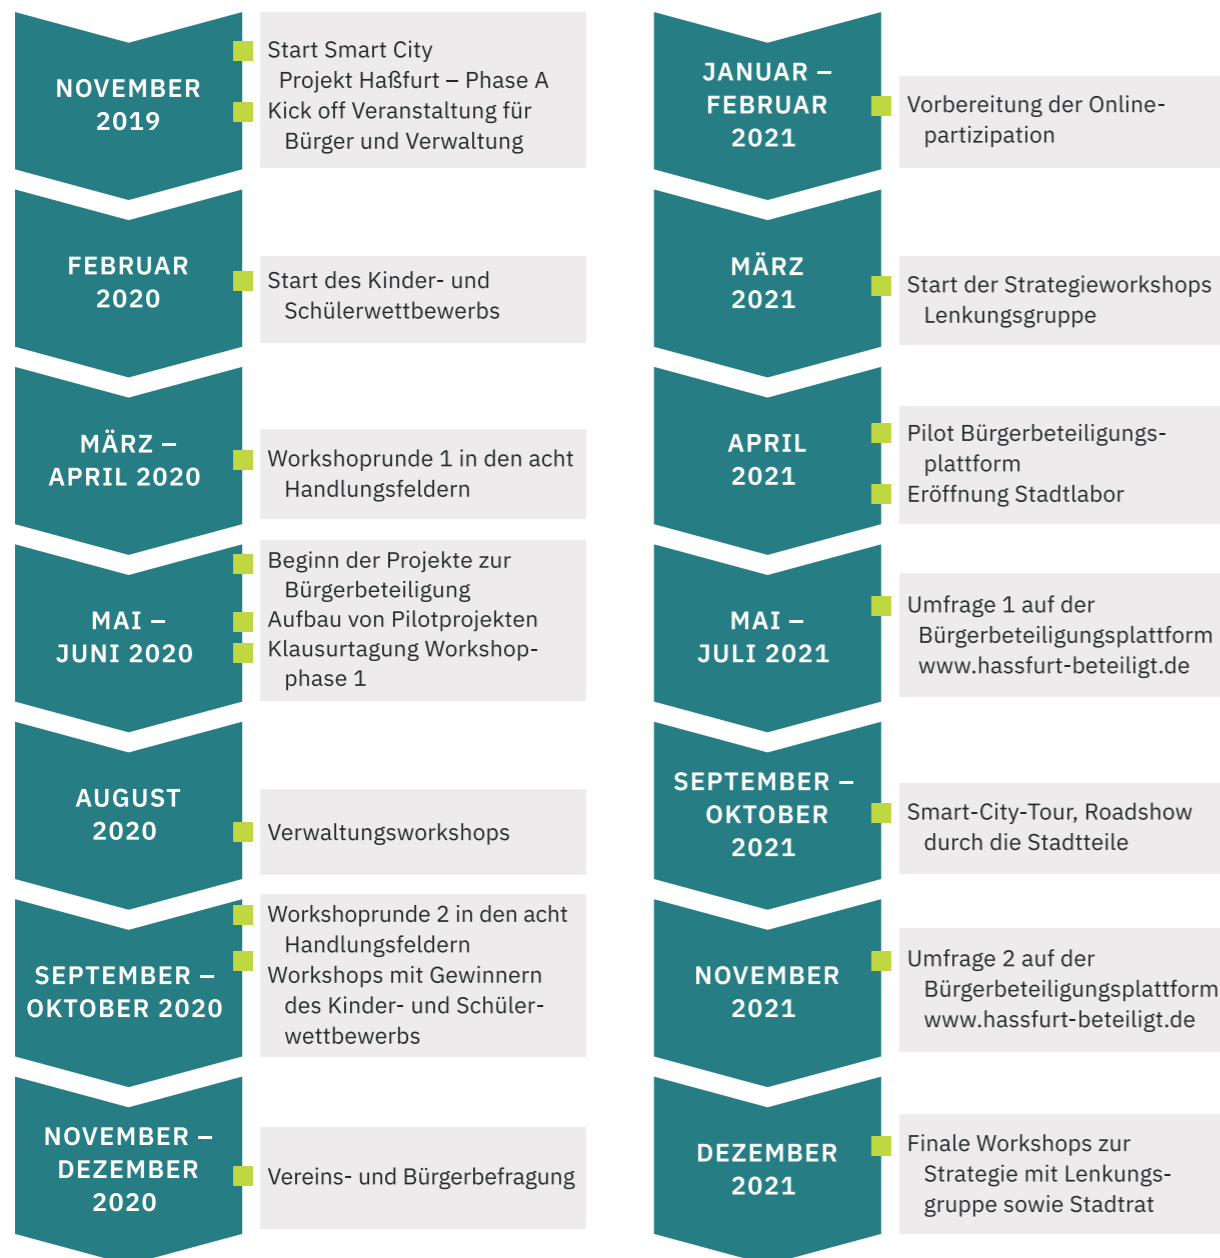 NOVEMBER
2019
Start Smart City
Projekt Haßfurt – Phase A
Kick off Veranstaltung für
Bürger und Verwaltung
FEBRUAR
2020
Start des Kinder- und
Schülerwettbewerbs
MÄRZ –
APRIL 2020
Workshoprunde 1 in den acht
Handlungsfeldern
MAI –
JUNI 2020
Beginn der Projekte zur
Bürgerbeteiligung
Aufbau von Pilotprojekten
Klausurtagung Workshop-
phase 1
AUGUST
2020
Verwaltungsworkshops
SEPTEMBER –
OKTOBER 2020
Workshoprunde 2 in den acht
Handlungsfeldern
Workshops mit Gewinnern
des Kinder- und Schüler-
wettbewerbs
NOVEMBER –
DEZEMBER
2020
Vereins- und Bürgerbefragung
JANUAR –
FEBRUAR
2021
Vorbereitung der Online-
partizipation
MÄRZ
2021
Start der Strategieworkshops
Lenkungsgruppe
APRIL
2021
Pilot Bürgerbeteiligungs-
plattform
Eröffnung Stadtlabor
MAI –
JULI 2021
Umfrage 1 auf der
Bürgerbeteiligungsplattform
www.hassfurt-beteiligt.de
SEPTEMBER –
OKTOBER
2021
Smart-City-Tour, Roadshow
durch die Stadtteile
NOVEMBER
2021
Umfrage 2 auf der
Bürgerbeteiligungsplattform
www.hassfurt-beteiligt.de
DEZEMBER
2021
Finale Workshops zur
Strategie mit Lenkungs-
gruppe sowie Stadtrat